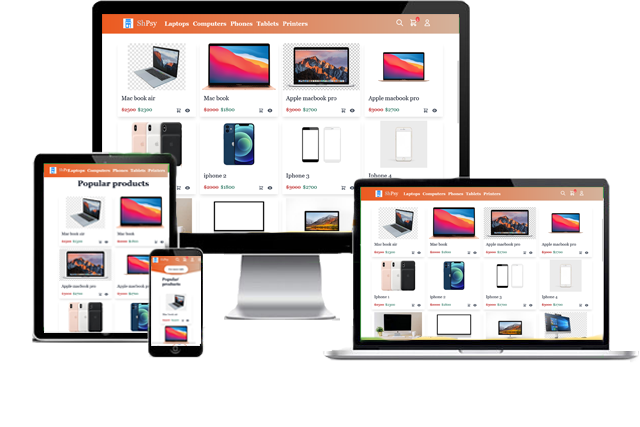 ShPsy Laptops Computers Phones Tablets Printers
Mac book air Mac book Apple macbook pro Apple macbook pro
$2500 $2300 $2000 $1800 $3000 $2700 $3000 $2700
iphone 2 Iphone 3 Iphone 4
$2000 $1800 $3000 $2700 $3000 $2700
ShPsy Laptops Computers Phones Tablets Printers
Popular products
Mac book air Mac book
Apple macbook pro Apple macbook pro
Popular
products
Mac book air
ShPsy Laptops Computers Phones Tablets Printers
Mac book air Mac book Apple macbook pro Apple macbook pro
$2500 $2300 $2000 $1800 $3000 $2700 $3000 $2700
Iphone 1 Iphone 2 Iphone 3 Iphone 4
$2500 $2300 $2000 $1800 $3000 $2700 $3000 $2700